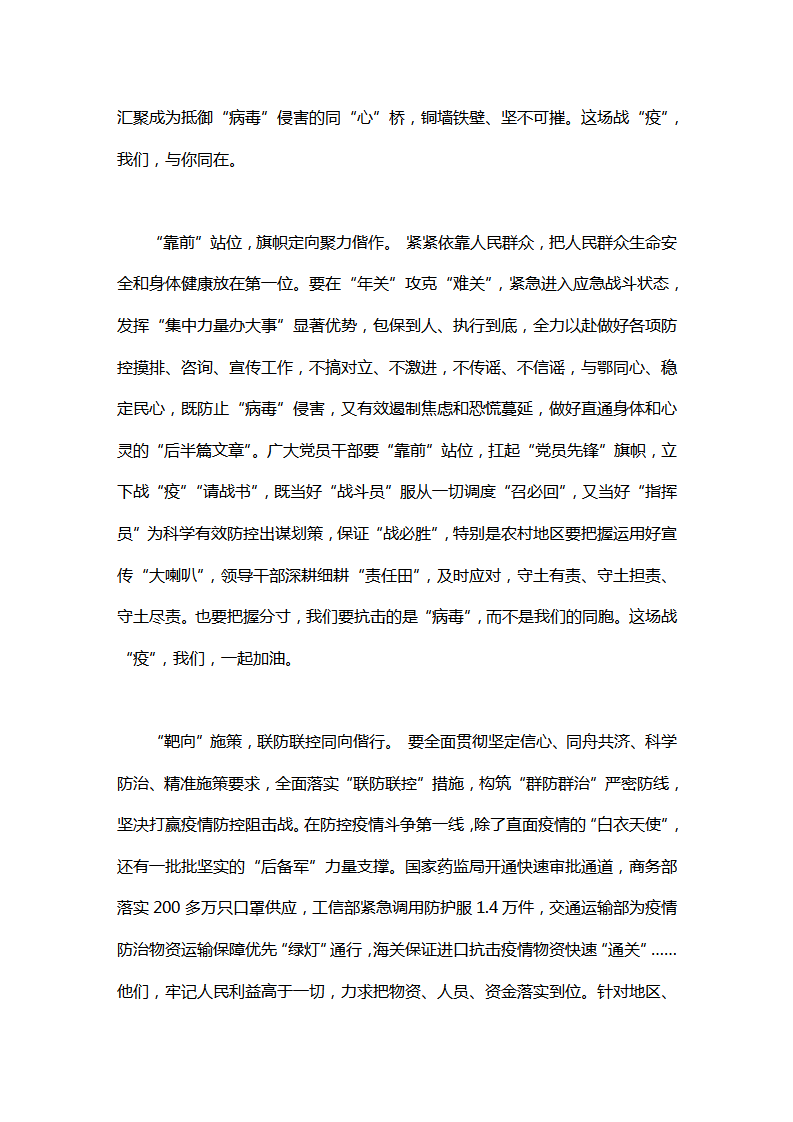 汇聚成为抵御“病毒”侵害的同“心”桥，铜墙铁壁、坚不可摧。这场战“疫”，
我们，与你同在。
“靠前”站位，旗帜定向聚力偕作。 紧紧依靠人民群众，把人民群众生命安
全和身体健康放在第一位。要在“年关”攻克“难关”，紧急进入应急战斗状态，
发挥“集中力量办大事”显著优势，包保到人、执行到底，全力以赴做好各项防
控摸排、咨询、宣传工作，不搞对立、不激进，不传谣、不信谣，与鄂同心、稳
定民心，既防止“病毒”侵害，又有效遏制焦虑和恐慌蔓延，做好直通身体和心
灵的“后半篇文章”。广大党员干部要“靠前”站位，扛起“党员先锋”旗帜，立
下战“疫”“请战书”，既当好“战斗员”服从一切调度“召必回”，又当好“指挥
员”为科学有效防控出谋划策，保证“战必胜”，特别是农村地区要把握运用好宣
传“大喇叭”，领导干部深耕细耕“责任田”，及时应对，守土有责、守土担责、
守土尽责。也要把握分寸，我们要抗击的是“病毒”，而不是我们的同胞。这场战
“疫”，我们，一起加油。
“靶向”施策，联防联控同向偕行。 要全面贯彻坚定信心、同舟共济、科学
防治、精准施策要求，全面落实“联防联控”措施，构筑“群防群治”严密防线，
坚决打赢疫情防控阻击战。在防控疫情斗争第一线，除了直面疫情的“白衣天使”，
还有一批批坚实的“后备军”力量支撑。国家药监局开通快速审批通道，商务部
落实 200 多万只口罩供应，工信部紧急调用防护服 1.4 万件，交通运输部为疫情
防治物资运输保障优先“绿灯”通行，海关保证进口抗击疫情物资快速“通关”……
他们，牢记人民利益高于一切，力求把物资、人员、资金落实到位。针对地区、